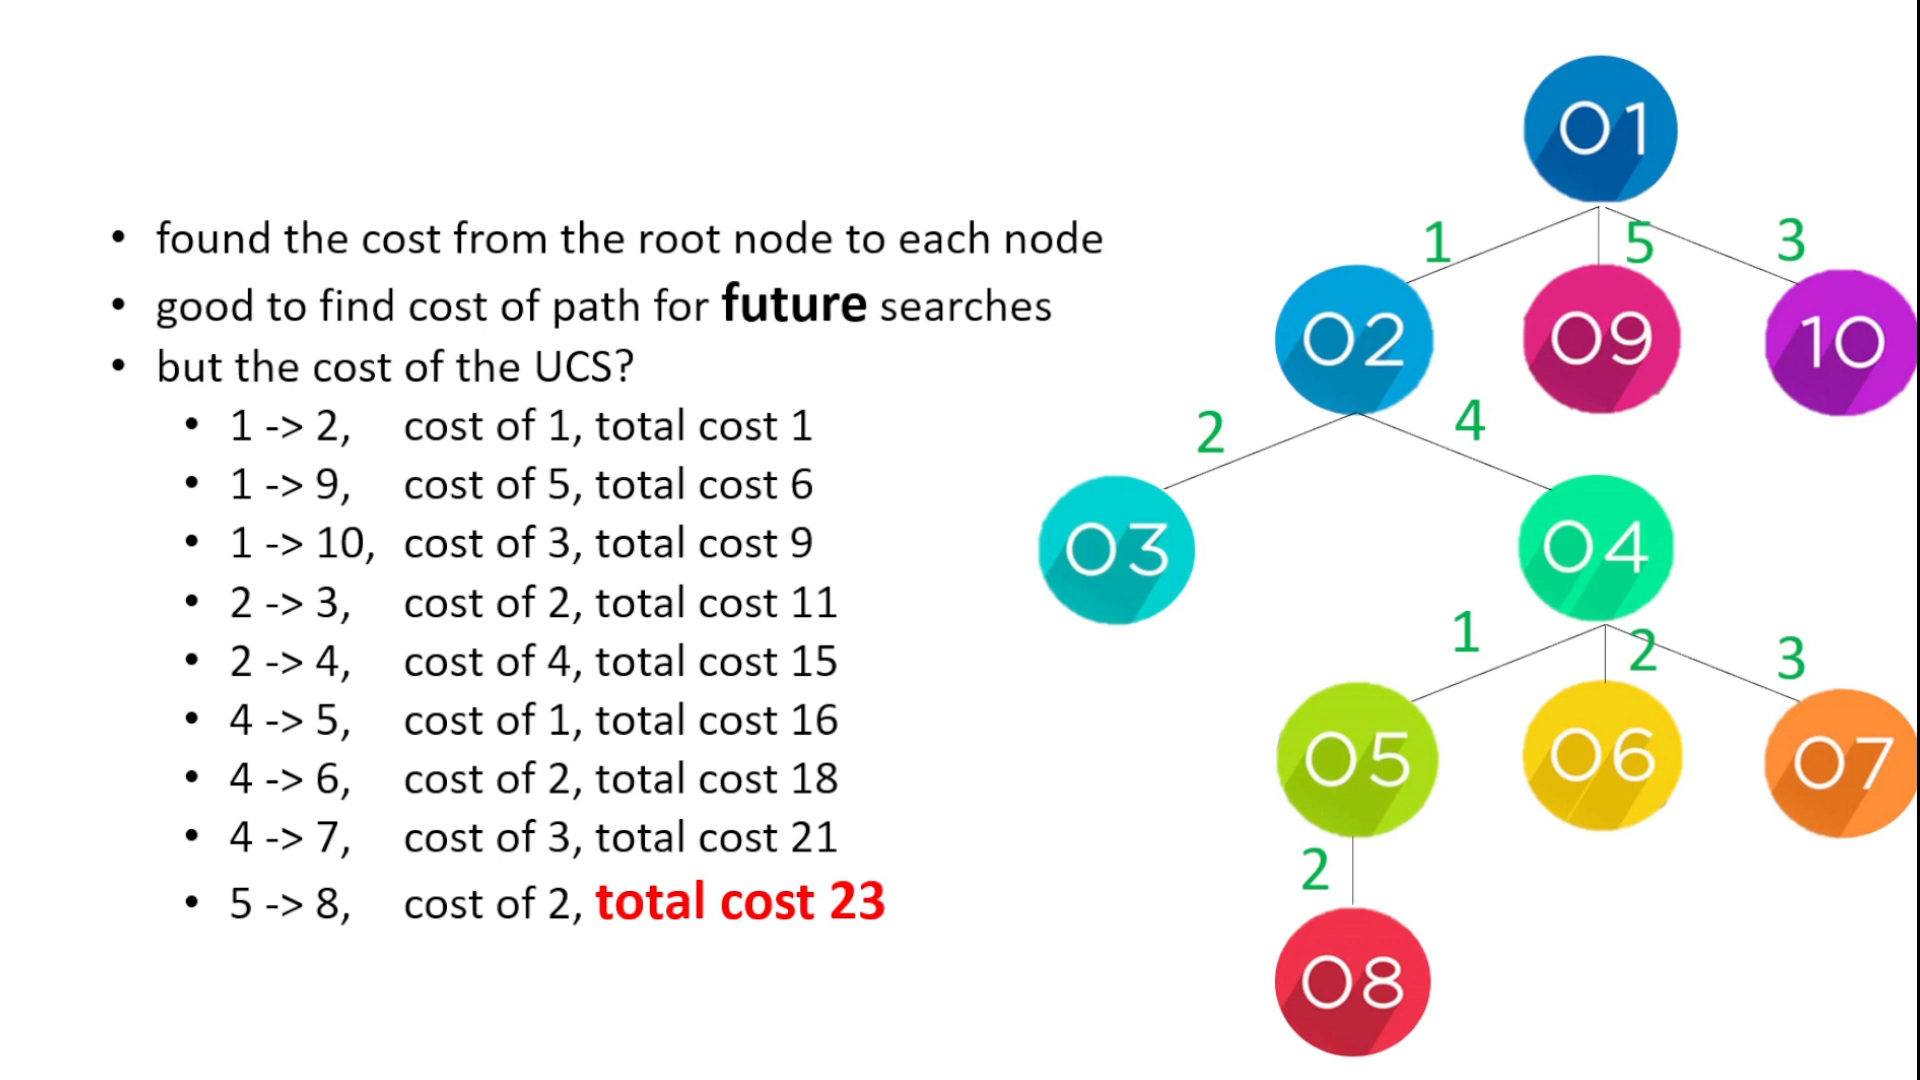 • found the cost from the root node to each node
• good to find cost of path for future searches
• but the cost of the UCS?
• 1 -> 2, cost of 1, total cost 1
• 1 -> 9, cost of 5, total cost 6
• 1 -> 10, cost of 3, total cost 9
• 2 -> 3, cost of 2, total cost 11
• 2 -> 4, cost of 4, total cost 15
• 4 -> 5, cost of 1, total cost 16
• 4 -> 6, cost of 2, total cost 18
• 4 -> 7, cost of 3, total cost 21
• 5 -> 8, cost of 2, total cost 23
01
1 5 3
02 09 10
2 4
03 04
1 2 3
05 06 07
2
08